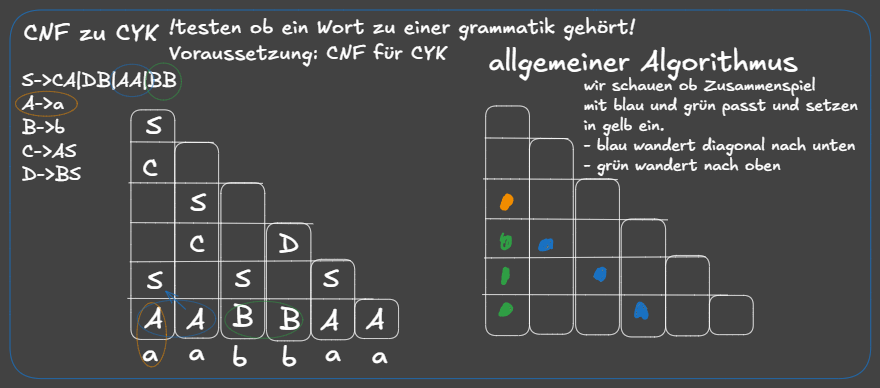 CNF zu CYK
!testen ob ein Wort zu einer grammatik gehört!
Voraussetzung: CNF für CYK
S->CA|DB|AA|BB
A->a
B->b
C->AS
D->BS
S
C
S
C D
S S S
A A B B A A
a a b b a a
allgemeiner Algorithmus
wir schauen ob Zusammenspiel
mit blau und grün passt und setzen
in gelb ein.
- blau wandert diagonal nach unten
- grün wandert nach oben